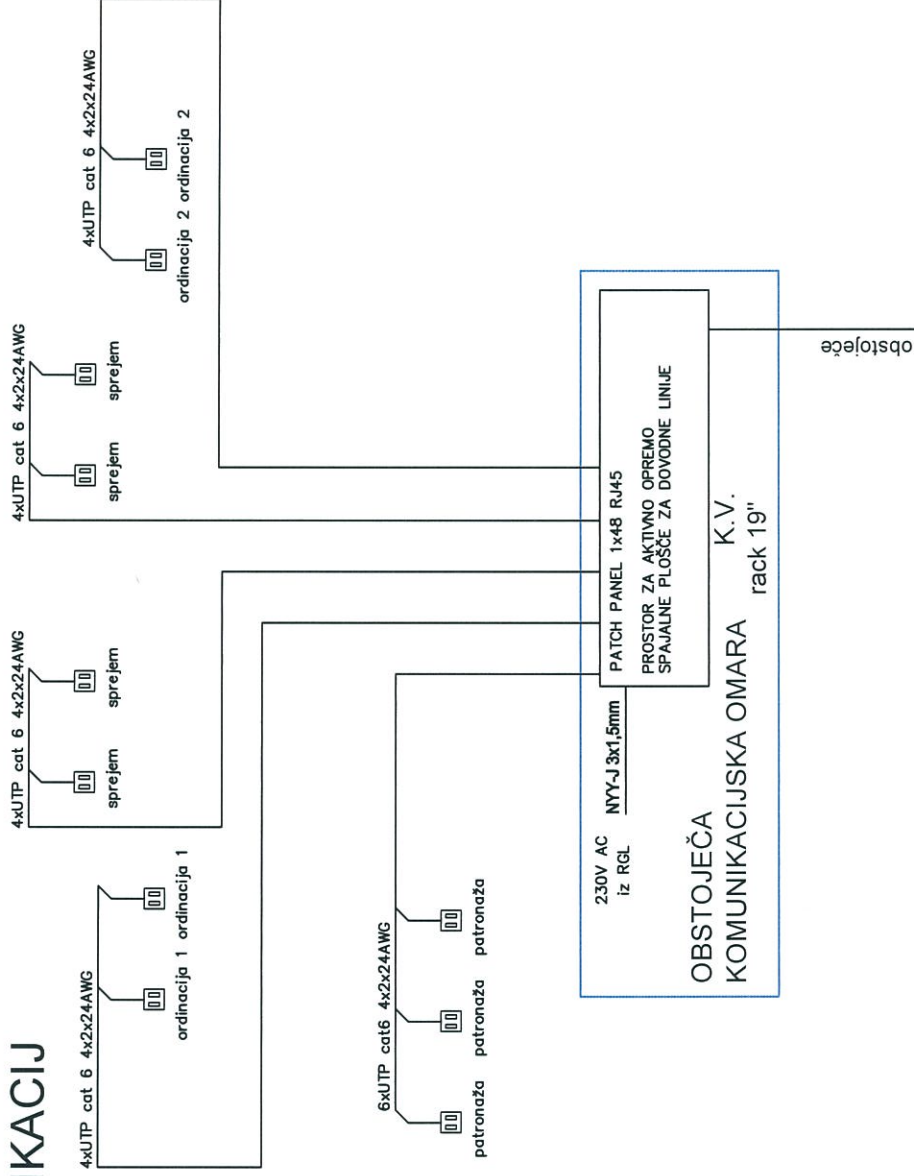 KACIJ
4xUTP cat 6 4x2x24AWG
ordinacija 1 ordinacija 1
4xUTP cat 6 4x2x24AWG
sprejem
sprejem
4xUTP cat 6 4x2x24AWG
sprejem
sprejem
4xUTP cat 6 4x2x24AWG
ordinacija 2 ordinacija 2
6xUTP cat6 4x2x24AWG
patronaža
patronaža
patronaža
230V AC
iz RGL
NYY-J 3x1,5mm
PATCH PANEL 1x48 RJ45
PROSTOR ZA AKTIVNO OPREMO
SPAJALNE PLOŠČE ZA DOVODNE LINIJE
OBSTOJEČA
KOMUNIKACIJSKA OMARA
K.V.
rack 19"
obstoječe